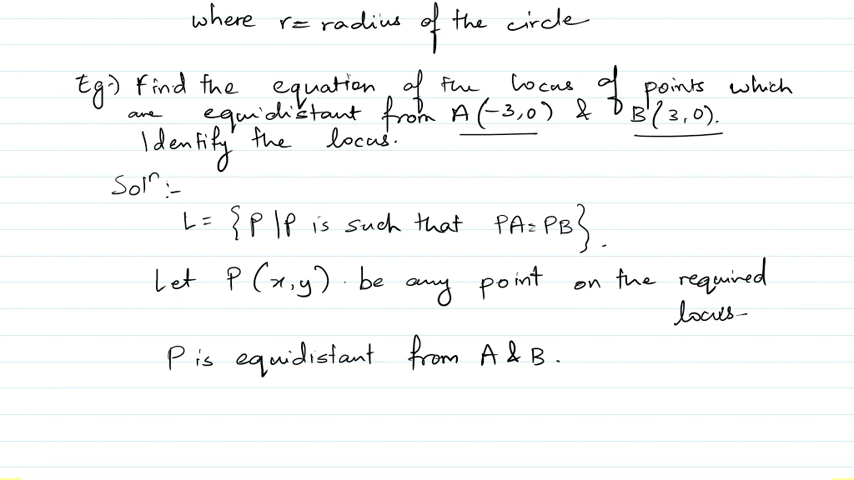 where r = radius of the circle
Eg:) Find the equation of the locus of points which
are equidistant from A(-3,0) & B(3,0).
Identify the locus.
Solⁿ:-
L = {P | P is such that PA = PB}.
Let P(x,y) be any point on the required
locus-
P is equidistant from A & B.